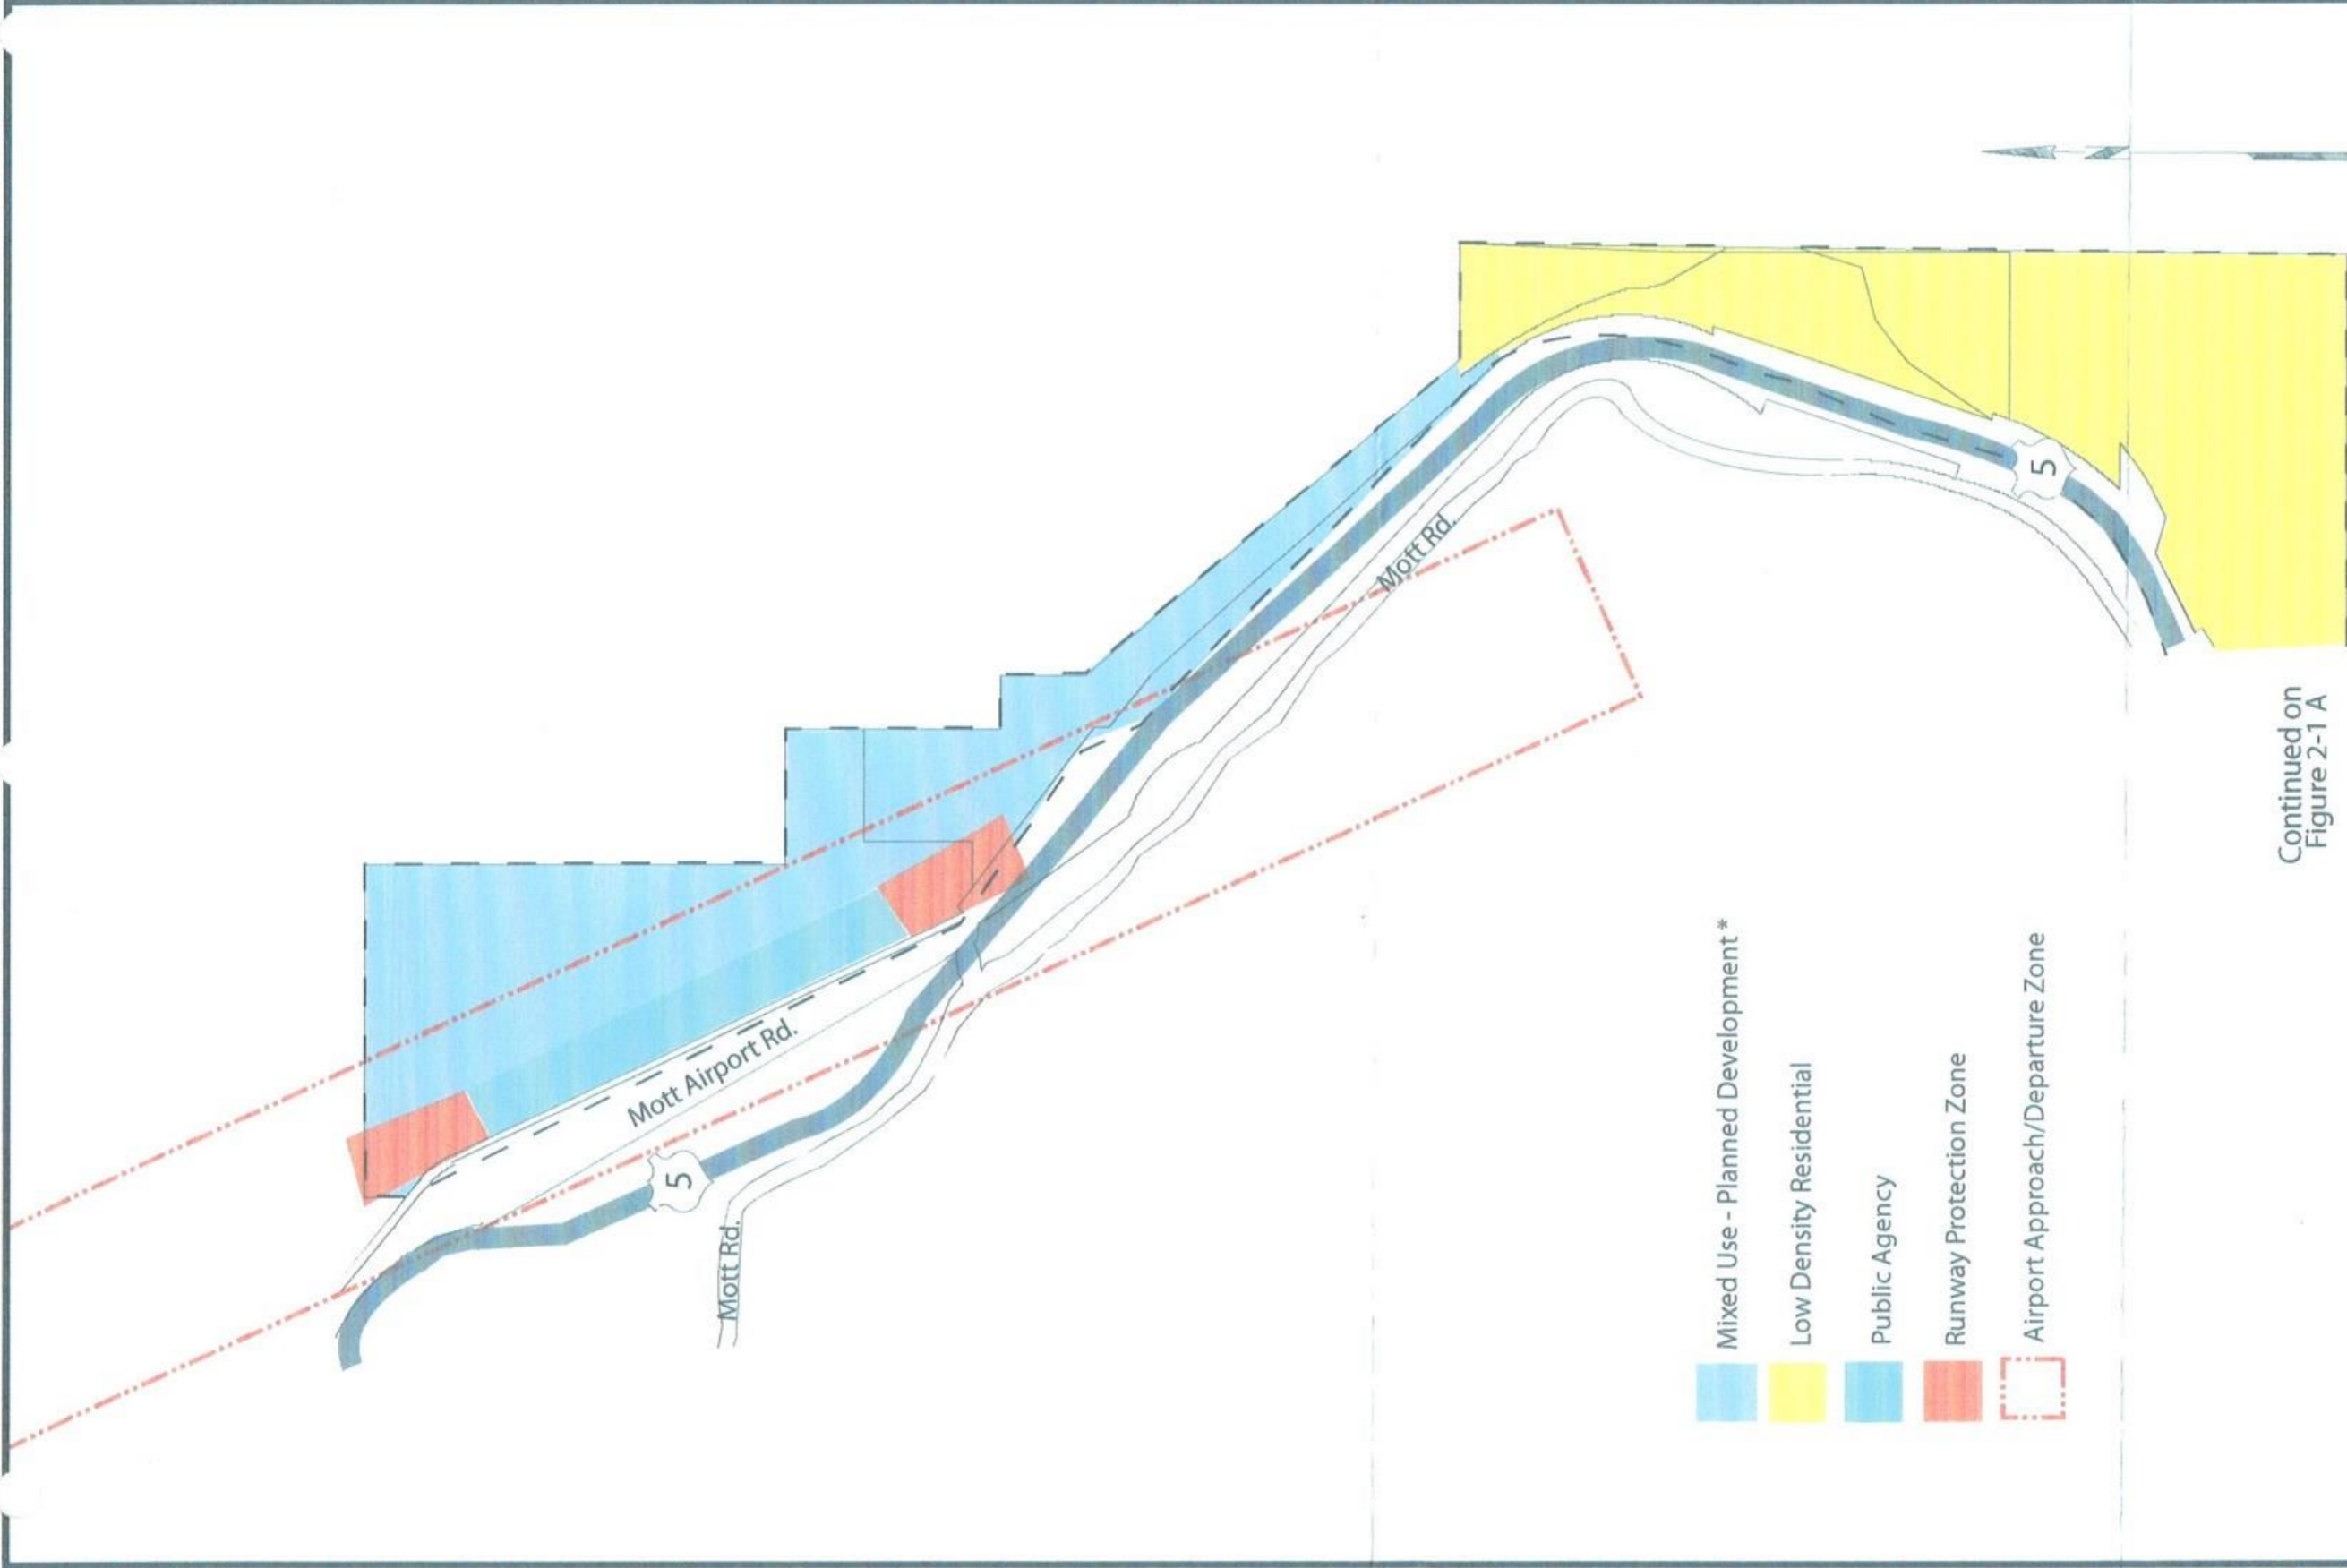 Mott Airport Rd.
5
Mott Rd.
Mott Rd.
5
Mixed Use - Planned Development *
Low Density Residential
Public Agency
Runway Protection Zone
Airport Approach/Departure Zone
Continued on
Figure 2-1 A